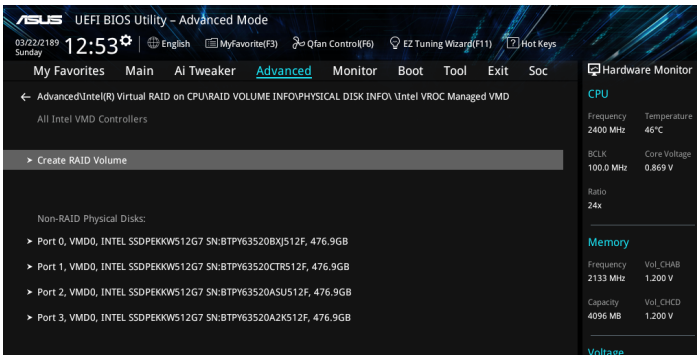 ASUS UEFI BIOS Utility – Advanced Mode
03/22/2189
Sunday
12:53
English MyFavorite(F3) Qfan Control(F6) EZ Tuning Wizard(F11) ? Hot Keys
My Favorites Main Ai Tweaker Advanced Monitor Boot Tool Exit Soc
Hardware Monitor
← Advanced\Intel(R) Virtual RAID on CPU\RAID VOLUME INFO\PHYSICAL DISK INFO\ \Intel VROC Managed VMD
All Intel VMD Controllers
> Create RAID Volume
Non-RAID Physical Disks:
> Port 0, VMD0, INTEL SSDPEKKW512G7 SN:BTPY63520BXJ512F, 476.9GB
> Port 1, VMD0, INTEL SSDPEKKW512G7 SN:BTPY63520CTR512F, 476.9GB
> Port 2, VMD0, INTEL SSDPEKKW512G7 SN:BTPY63520ASU512F, 476.9GB
> Port 3, VMD0, INTEL SSDPEKKW512G7 SN:BTPY63520A2K512F, 476.9GB
CPU
Frequency Temperature
2400 MHz 46°C
BCLK Core Voltage
100.0 MHz 0.869 V
Ratio
24x
Memory
Frequency Vol_CHAB
2133 MHz 1.200 V
Capacity Vol_CHCD
4096 MB 1.200 V
Voltage